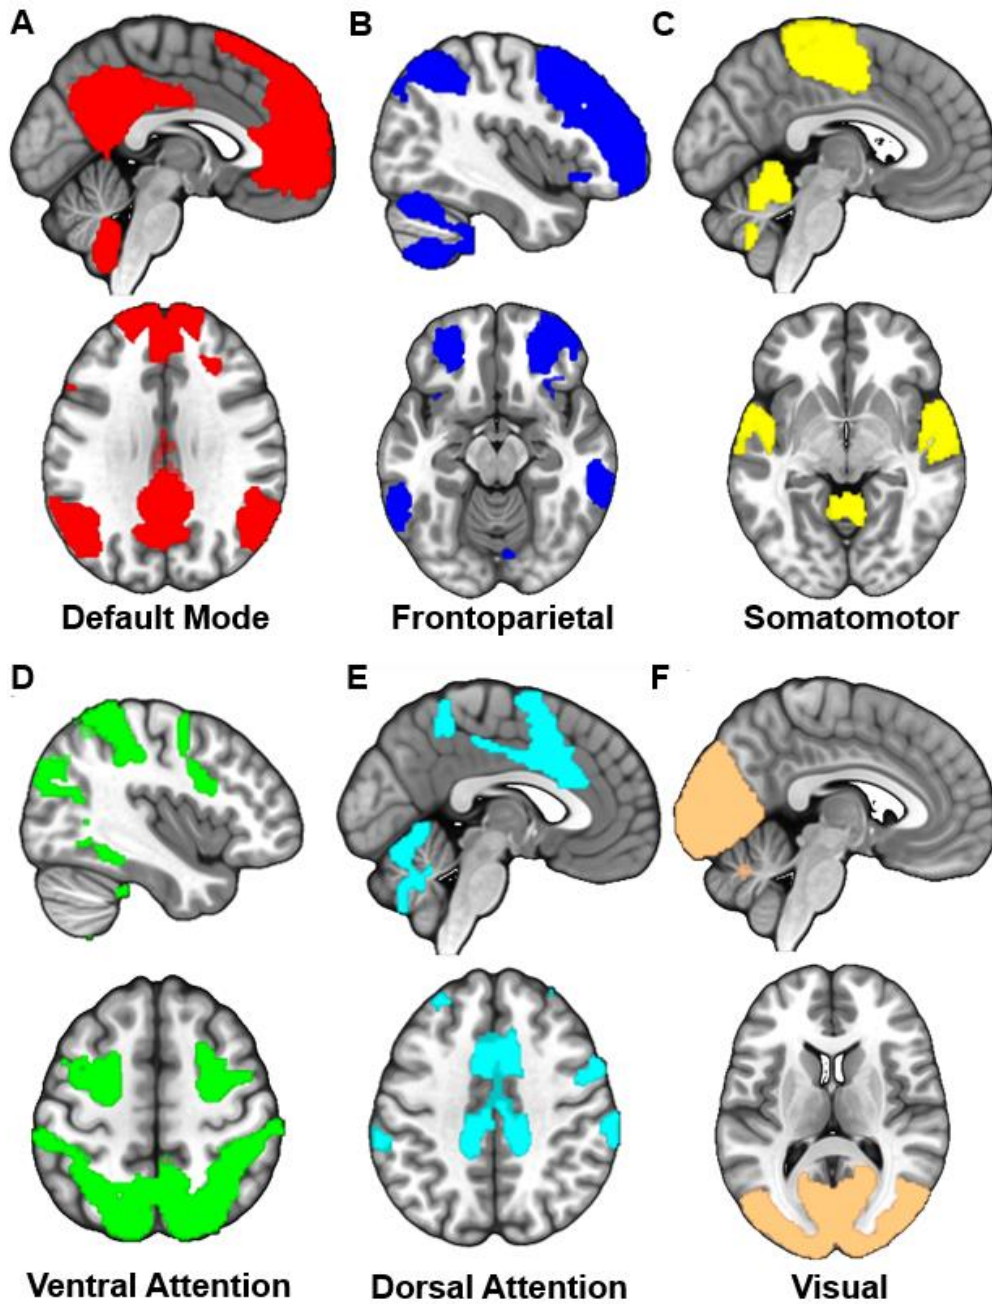 A B C
Default Mode Frontoparietal Somatomotor
D E F
Ventral Attention Dorsal Attention Visual